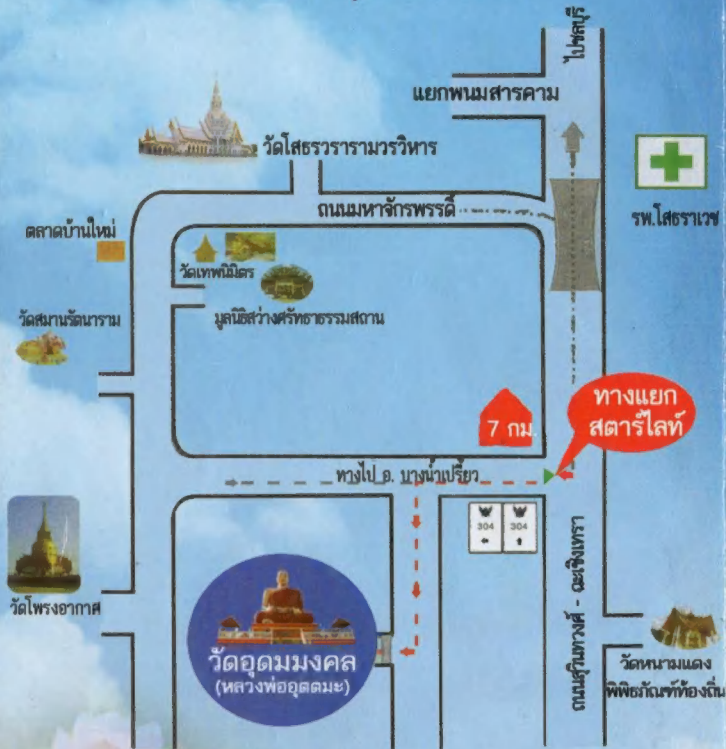 ไปชลบุรี
แยกพนมสารคาม
วัดโสธรวรารามวรวิหาร
ถนนมหาจักรพรรดิ์
รพ.โสธราเวช
ตลาดบ้านใหม่
วัดเทพนิมิตร
มูลนิธิสว่างศรัทธาธรรมสถาน
วัดสมานรัตนาราม
ทางแยก
สตาร์ไลท์
7 กม.
ทางไป อ. บางน้ำเปรี้ยว
304
304
ถนนสุวินทวงศ์ - ฉะเชิงเทรา
วัดโพรงอากาศ
วัดอุดมมงคล
(หลวงพ่ออุตตมะ)
วัดหนามแดง
พิพิธภัณฑ์ท้องถิ่น